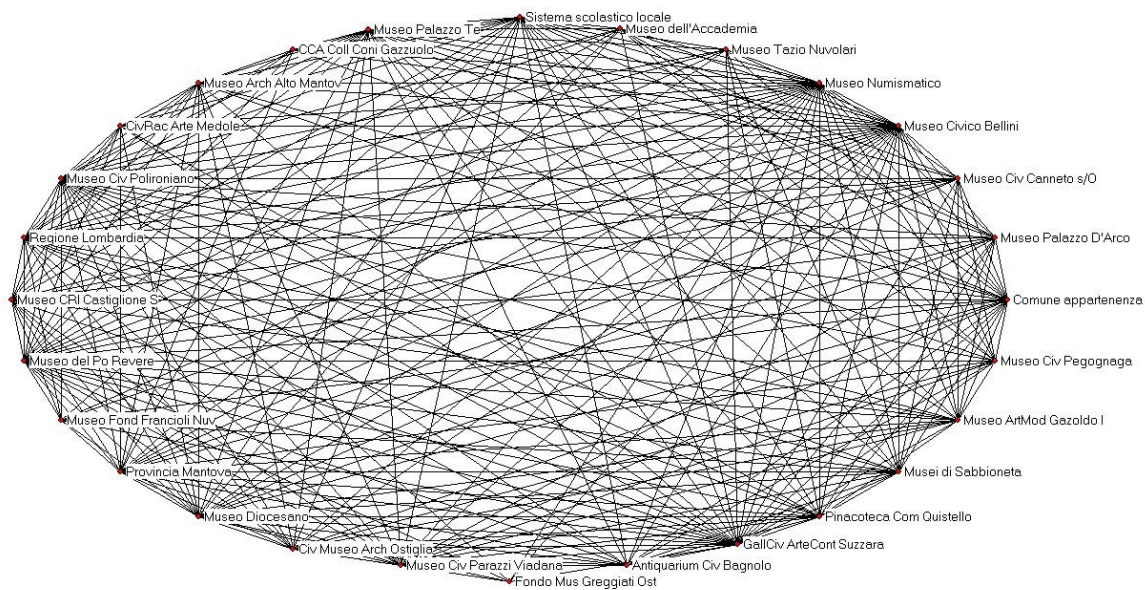 Sistema scolastico locale
Museo Palazzo Te
Museo dell'Accademia
CCA Coll Coni Gazzuolo
Museo Tazio Nuvolari
Museo Arch Alto Mantov
Museo Numismatico
CivRac Arte Medole
Museo Civico Bellini
Museo Civ Polironiano
Museo Civ Canneto s/O
Regione Lombardia
Museo Palazzo D'Arco
Museo CRI Castiglione S
Comune appartenenza
Museo del Po Revere
Museo Civ Pegognaga
Museo Fond Francioli Nuv
Museo ArtMod Gazoldo I
Provincia Mantova
Musei di Sabbioneta
Museo Diocesano
Pinacoteca Com Quistello
Civ Museo Arch Ostiglia
GallCiv ArteCont Suzzara
Museo Civ Parazzi Viadana
Antiquarium Civ Bagnolo
Fondo Mus Greggiati Ost